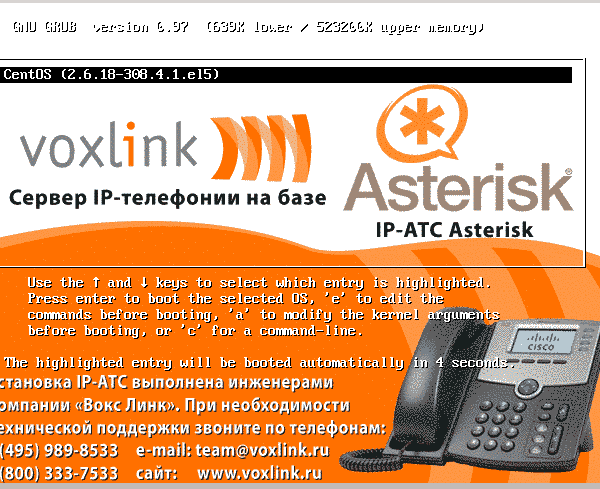 GNU GRUB version 0.97 (639K lower / 523200K upper memory)
CentOS (2.6.18-308.4.1.el5)
voxlink
Asterisk®
Сервер IP-телефонии на базе
IP-АТС Asterisk
Use the ↑ and ↓ keys to select which entry is highlighted.
Press enter to boot the selected OS, 'e' to edit the
commands before booting, 'a' to modify the kernel arguments
before booting, or 'c' for a command-line.
The highlighted entry will be booted automatically in 4 seconds.
становка IP-АТС выполнена инженерами
омпании «Вокс Линк». При необходимости
ехнической поддержки звоните по телефонам:
(495) 989-8533 e-mail: team@voxlink.ru
(800) 333-7533 сайт: www.voxlink.ru
CISCO